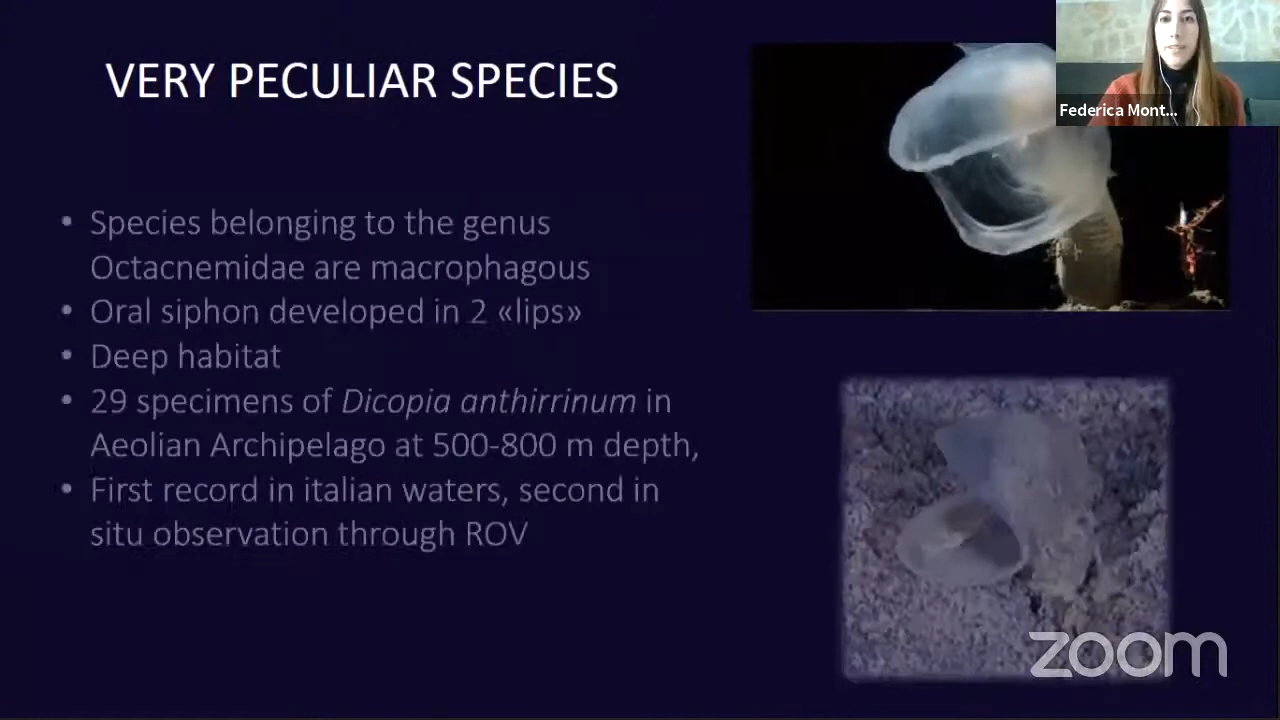 VERY PECULIAR SPECIES
Federica Mont...
• Species belonging to the genus
Octacnemidae are macrophagous
• Oral siphon developed in 2 «lips»
• Deep habitat
• 29 specimens of Dicopia anthirrinum in
Aeolian Archipelago at 500-800 m depth,
• First record in italian waters, second in
situ observation through ROV
zoom